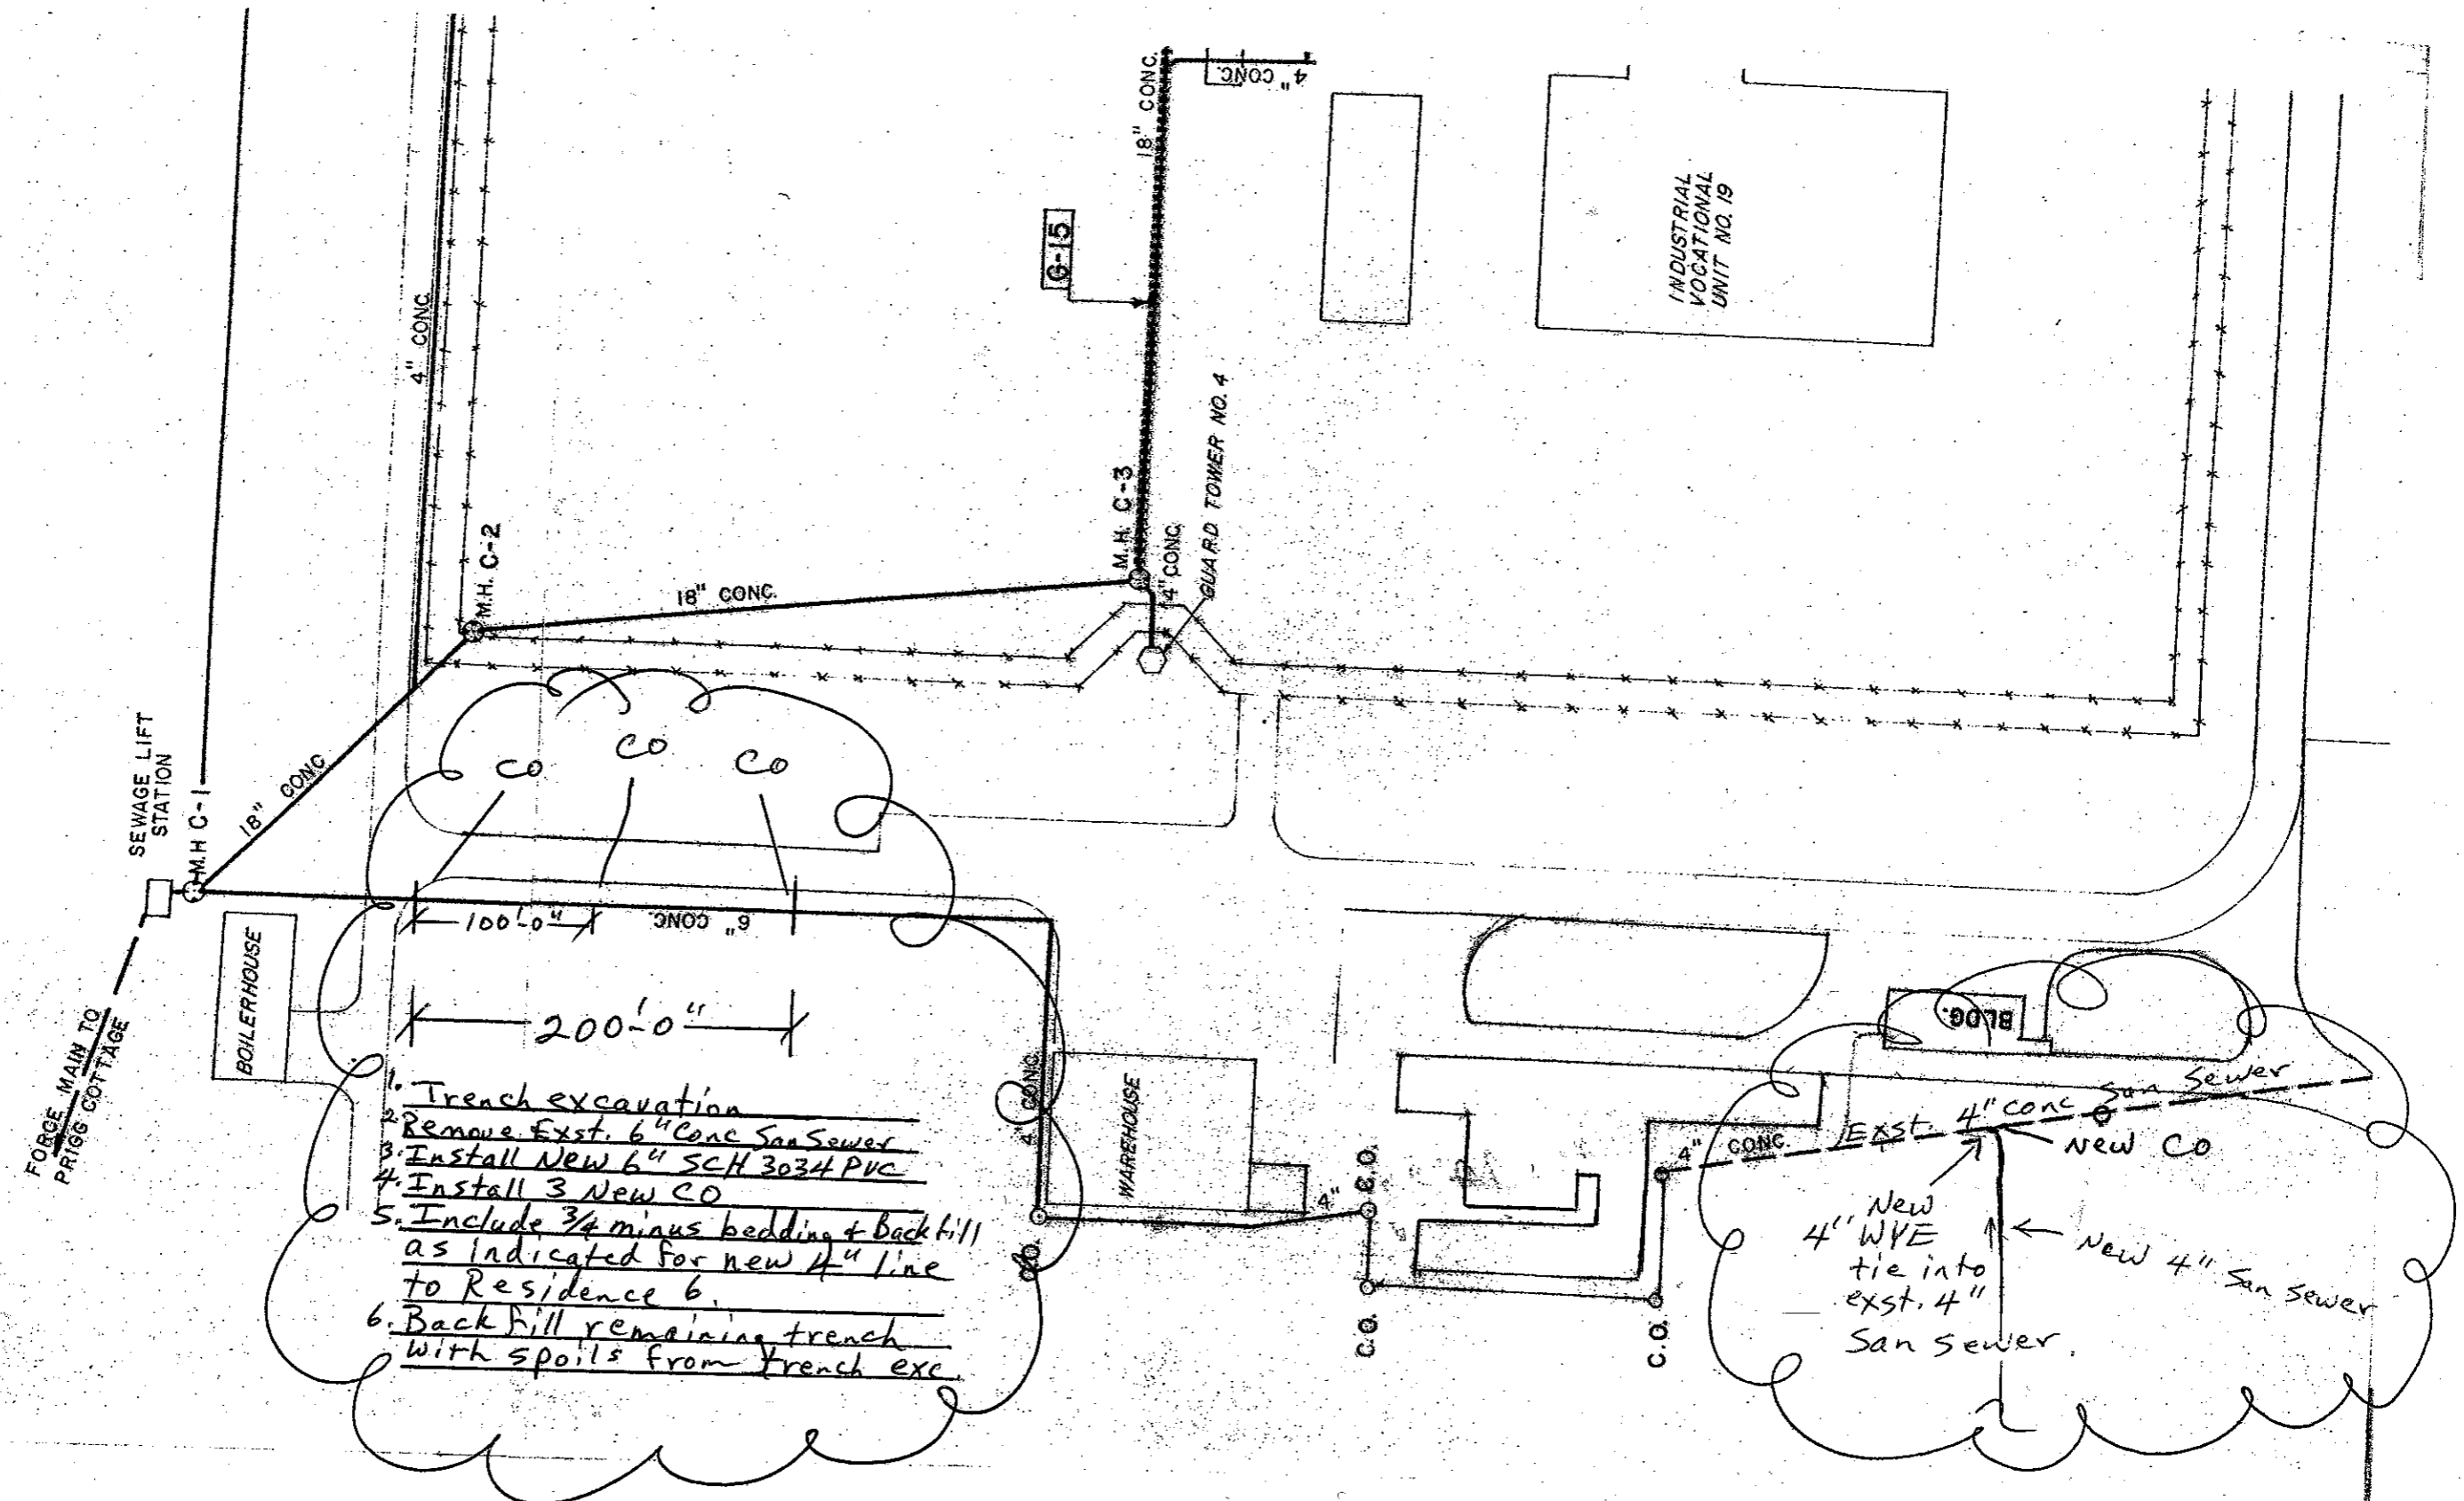 4" CONC.
18" CONC.
4" CONC.
G-15
INDUSTRIAL
VOCATIONAL
UNIT NO. 19
M.H. C-2
18" CONC.
M.H. C-3
4" CONC.
GUARD TOWER NO. 4
SEWAGE LIFT
STATION
M.H C-1
18" CONC
CO
CO
CO
100'-0"
6" CONC.
BOILERHOUSE
FORCE MAIN TO
PRIGG COTTAGE
200'-0"
1. Trench excavation
2. Remove Exst. 6" Conc San Sewer
3. Install New 6" SCH 3034 PVC
4. Install 3 New CO
5. Include 3/4 minus bedding & Backfill
as indicated for new 4" line
to Residence 6.
6. Backfill remaining trench
with spoils from trench exc.
4" CONC.
WAREHOUSE
C.O.
4"
C.O.
C.O.
C.O.
BLDG.
4" CONC.
Exst. 4" conc San Sewer
New CO
New
4" WYE
tie into
exst. 4"
San sewer.
New 4" San sewer